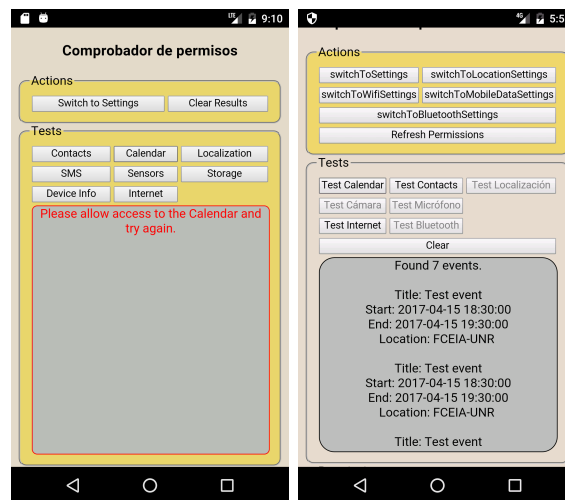 LTE 9:10
Comprobador de permisos
Actions
Switch to Settings Clear Results
Tests
Contacts Calendar Localization
SMS Sensors Storage
Device Info Internet
Please allow access to the Calendar and
try again.
4G 5:5
Actions
switchToSettings switchToLocationSettings
switchToWifiSettings switchToMobileDataSettings
switchToBluetoothSettings
Refresh Permissions
Tests
Test Calendar Test Contacts Test Localización
Test Cámara Test Micrófono
Test Internet Test Bluetooth
Clear
Found 7 events.
Title: Test event
Start: 2017-04-15 18:30:00
End: 2017-04-15 19:30:00
Location: FCEIA-UNR
Title: Test event
Start: 2017-04-15 18:30:00
End: 2017-04-15 19:30:00
Location: FCEIA-UNR
Title: Test event